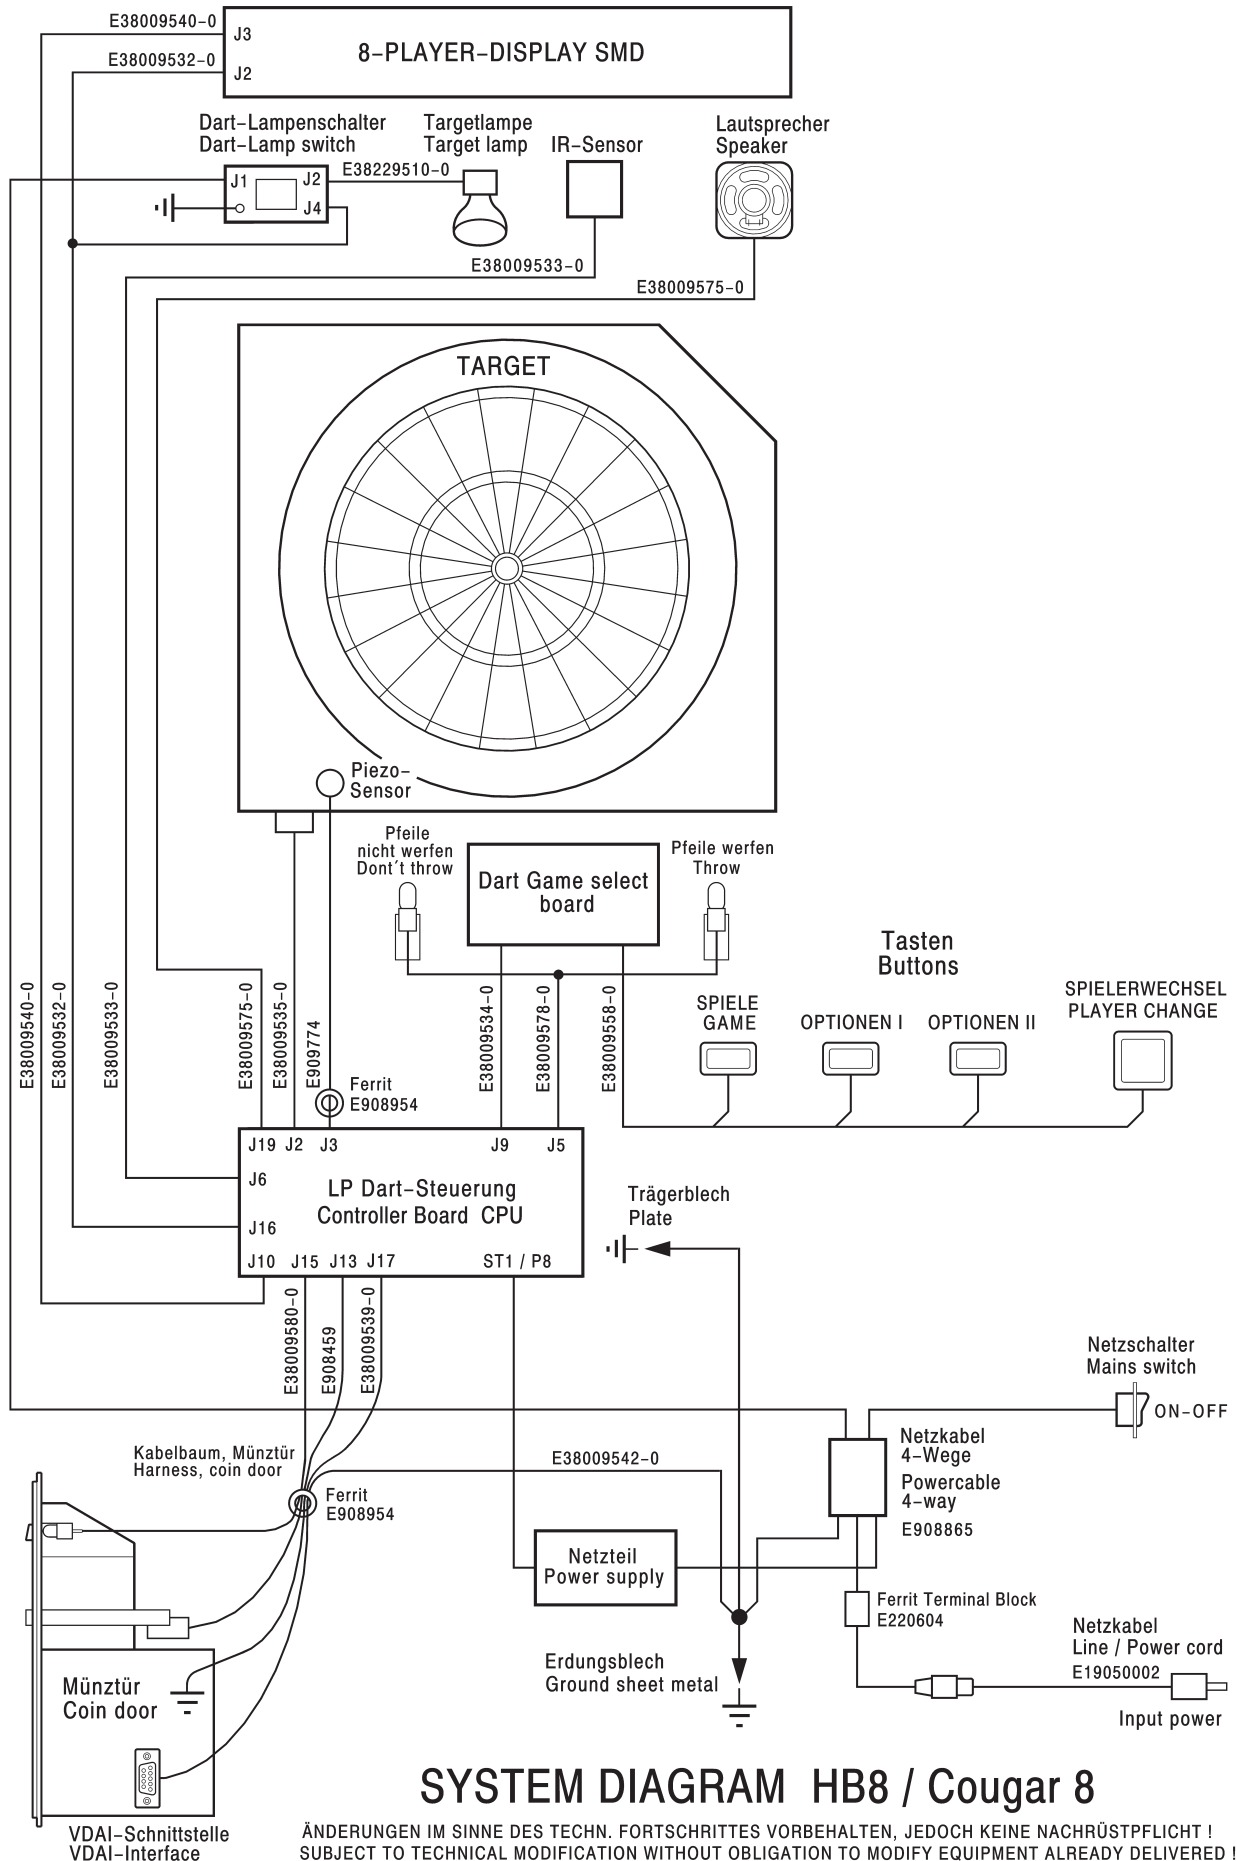 E38009540-0
J3
8-PLAYER-DISPLAY SMD
E38009532-0
J2
Dart-Lampenschalter
Dart-Lamp switch
Targetlampe
Target lamp
IR-Sensor
Lautsprecher
Speaker
J1
J2
E38229510-0
J4
E38009533-0
E38009575-0
TARGET
Piezo-
Sensor
Pfeile
nicht werfen
Dont´t throw
Dart Game select
board
Pfeile werfen
Throw
Tasten
Buttons
SPIELE
GAME
OPTIONEN I
OPTIONEN II
SPIELERWECHSEL
PLAYER CHANGE
E38009540-0
E38009532-0
E38009533-0
E38009575-0
E38009535-0
E909774
E38009534-0
E38009578-0
E38009558-0
Ferrit
E908954
J19
J2
J3
J9
J5
J6
LP Dart-Steuerung
Controller Board CPU
J16
J10
J15
J13
J17
ST1 / P8
Trägerblech
Plate
E38009580-0
E908459
E38009539-0
Netzschalter
Mains switch
ON-OFF
Kabelbaum, Münztür
Harness, coin door
E38009542-0
Netzkabel
4-Wege
Powercable
4-way
E908865
Ferrit
E908954
Netzteil
Power supply
Ferrit Terminal Block
E220604
Netzkabel
Line / Power cord
E19050002
Input power
Erdungsblech
Ground sheet metal
Münztür
Coin door
SYSTEM DIAGRAM HB8 / Cougar 8
VDAI-Schnittstelle
VDAI-Interface
ÄNDERUNGEN IM SINNE DES TECHN. FORTSCHRITTES VORBEHALTEN, JEDOCH KEINE NACHRÜSTPFLICHT !
SUBJECT TO TECHNICAL MODIFICATION WITHOUT OBLIGATION TO MODIFY EQUIPMENT ALREADY DELIVERED !